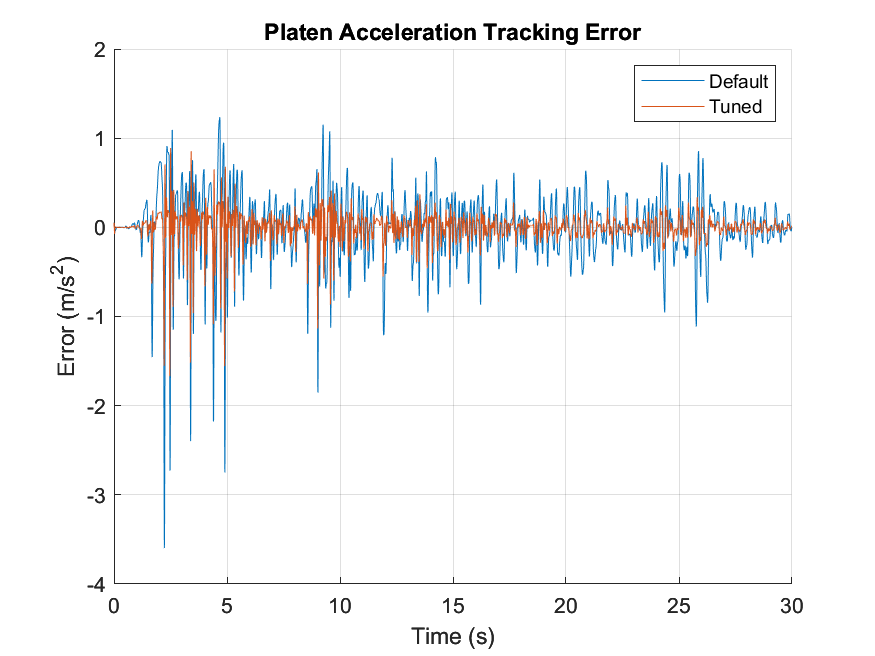 Platen Acceleration Tracking Error
Default
Tuned
2
1
0
-1
-2
-3
-4
Error (m/s²)
0 5 10 15 20 25 30
Time (s)